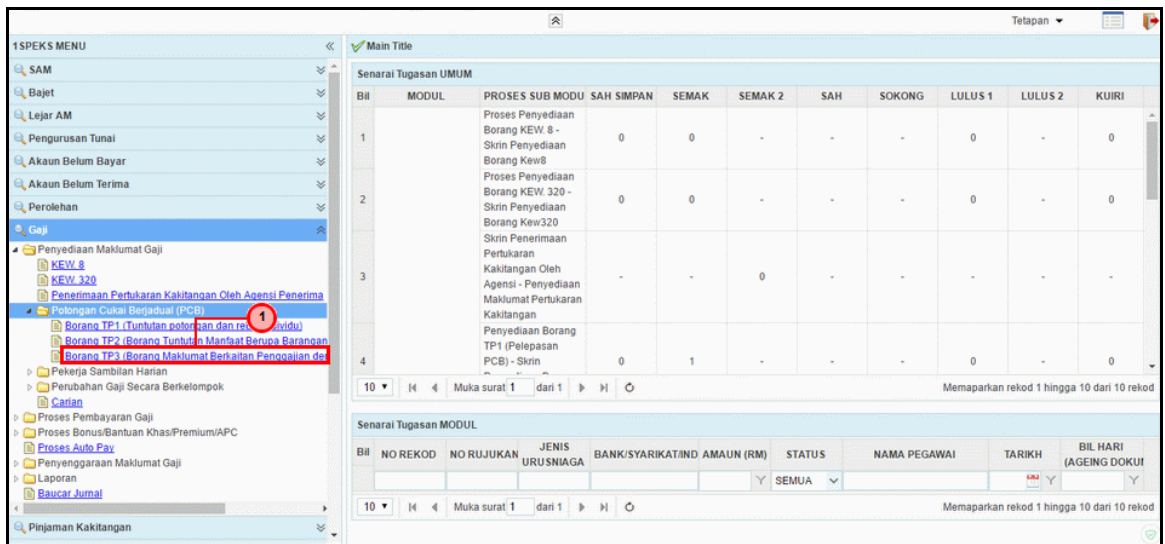 Tetapan
1SPEKS MENU
SAM
Bajet
Lejar AM
Pengurusan Tunai
Akaun Belum Bayar
Akaun Belum Terima
Perolehan
Gaji
Penyediaan Maklumat Gaji
KEW. 8
KEW. 320
Penerimaan Pertukaran Kakitangan Oleh Agensi Penerima
Potongan Cukai Berjadual (PCB)
1
Borang TP1 (Tuntutan potongan dan
Borang TP2 (Borang Tuntutan Manfaat Berupa Barangan
Borang TP3 (Borang Maklumat Berkaitan Penggajian
Pekerja Sambilan Harian
Perubahan Gaji Secara Berkelompok
Carian
Proses Pembayaran Gaji
Proses Bonus/Bantuan Khas/Premium/APC
Proses Auto Pay
Penyenggaraan Maklumat Gaji
Laporan
Baucar Jurnal
Pinjaman Kakitangan
Main Title
Senarai Tugasan UMUM
Bil MODUL PROSES SUB MODU SAH SIMPAN SEMAK SEMAK 2 SAH SOKONG LULUS 1 LULUS 2 KUIRI
Proses Penyediaan
Borang KEW. 8 -
1 Skrin Penyediaan 0 0 - - - 0 - 0
Borang Kew8
Proses Penyediaan
Borang KEW. 320 -
2 Skrin Penyediaan 0 0 - - - 0 - 0
Borang Kew320
Skrin Penerimaan
Pertukaran
Kakitangan Oleh
3 Agensi - Penyediaan - - 0 - - - - -
Maklumat Pertukaran
Kakitangan
Penyediaan Borang
TP1 (Pelepasan
4 PCB) - Skrin 0 1 - - - 0 - 0
10 Muka surat 1 dari 1 Memaparkan rekod 1 hingga 10 dari 10 rekod
Senarai Tugasan MODUL
Bil NO REKOD NO RUJUKAN JENIS URUSNIAGA BANK/SYARIKAT/IND AMAUN (RM) STATUS NAMA PEGAWAI TARIKH BIL HARI (AGEING DOKUI
SEMUA
10 Muka surat 1 dari 1 Memaparkan rekod 1 hingga 10 dari 10 rekod